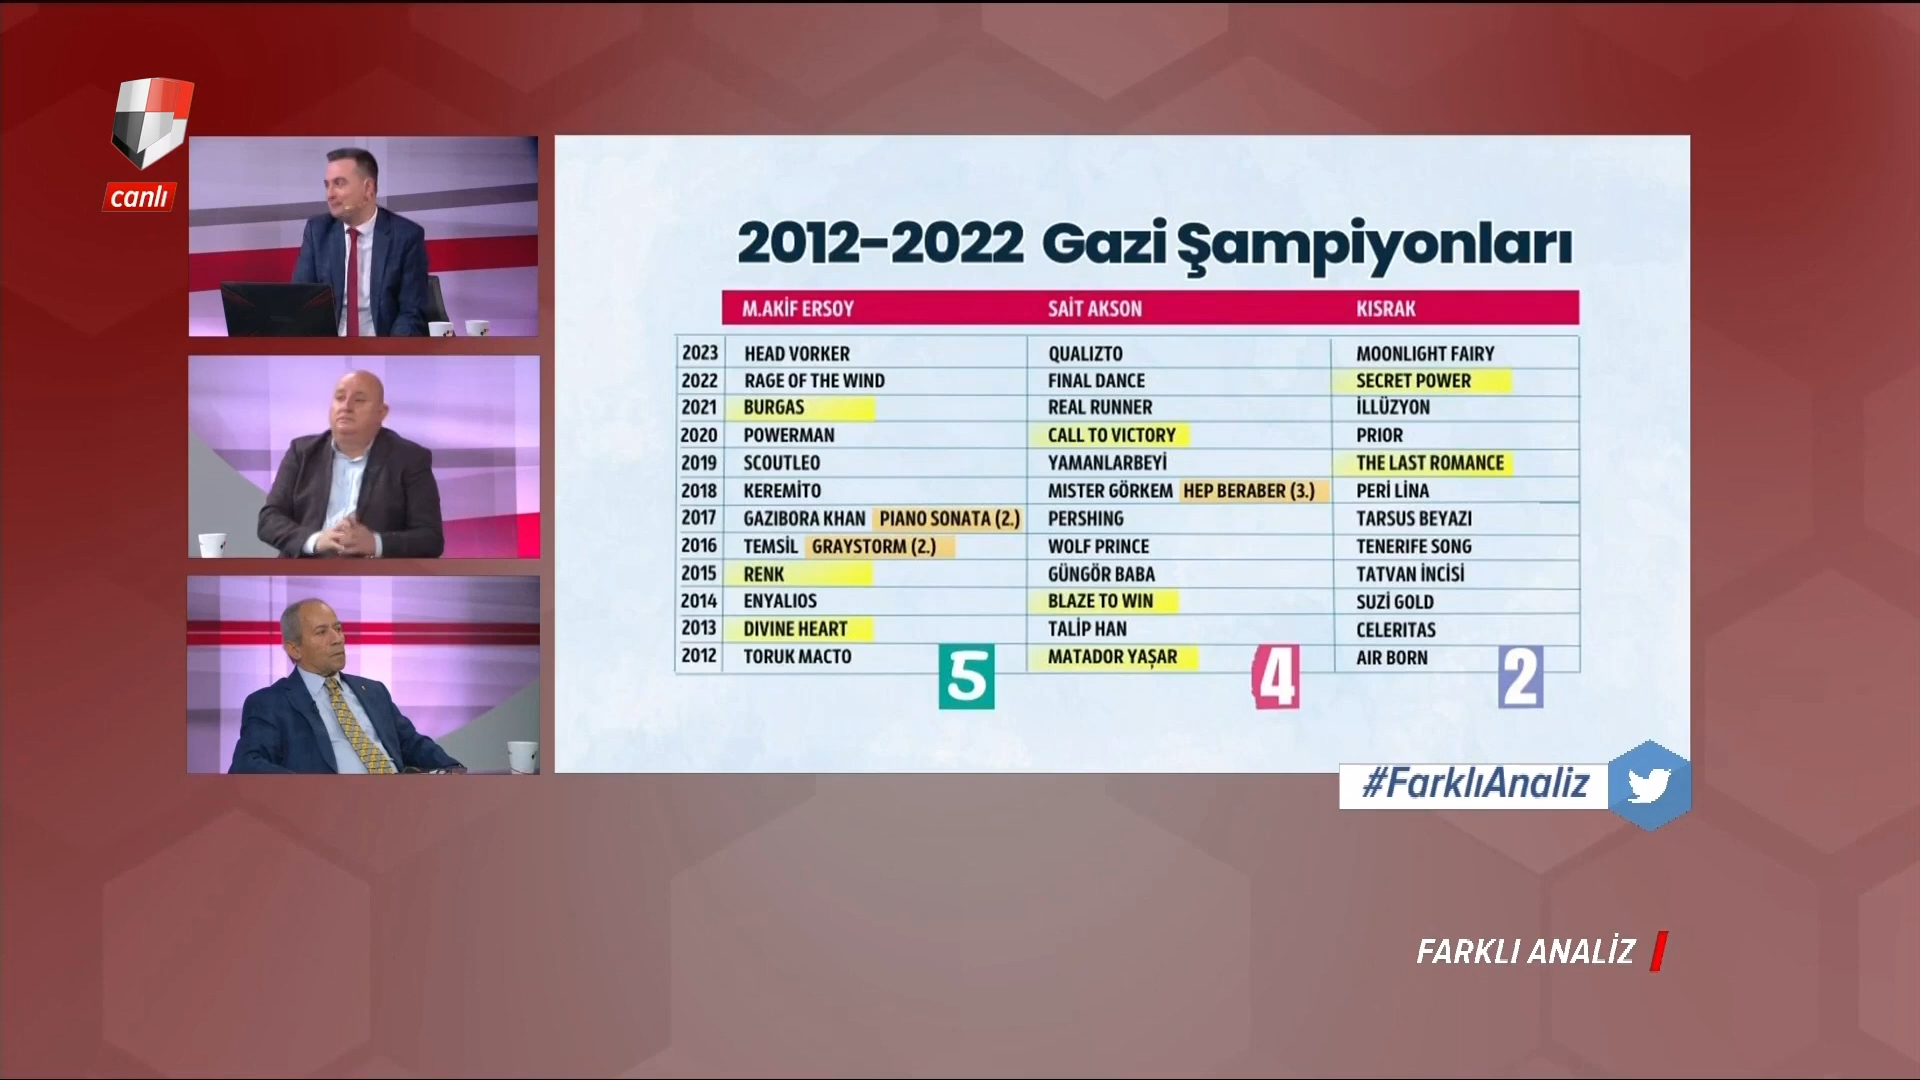 canlı
2012-2022 Gazi Şampiyonları
M.AKİF ERSOY SAİT AKSON KISRAK
2023 HEAD VORKER QUALIZTO MOONLIGHT FAIRY
2022 RAGE OF THE WIND FINAL DANCE SECRET POWER
2021 BURGAS REAL RUNNER İLLÜZYON
2020 POWERMAN CALL TO VICTORY PRIOR
2019 SCOUTLEO YAMANLARBEYİ THE LAST ROMANCE
2018 KEREMİTO MISTER GÖRKEM HEP BERABER (3.) PERİ LİNA
2017 GAZIBORA KHAN PIANO SONATA (2.) PERSHING TARSUS BEYAZI
2016 TEMSİL GRAYSTORM (2.) WOLF PRINCE TENERIFE SONG
2015 RENK GÜNGÖR BABA TATVAN İNCİSİ
2014 ENYALIOS BLAZE TO WIN SUZİ GOLD
2013 DIVINE HEART TALİP HAN CELERITAS
2012 TORUK MACTO MATADOR YAŞAR AIR BORN
5 4 2
#FarklıAnaliz
FARKLI ANALİZ